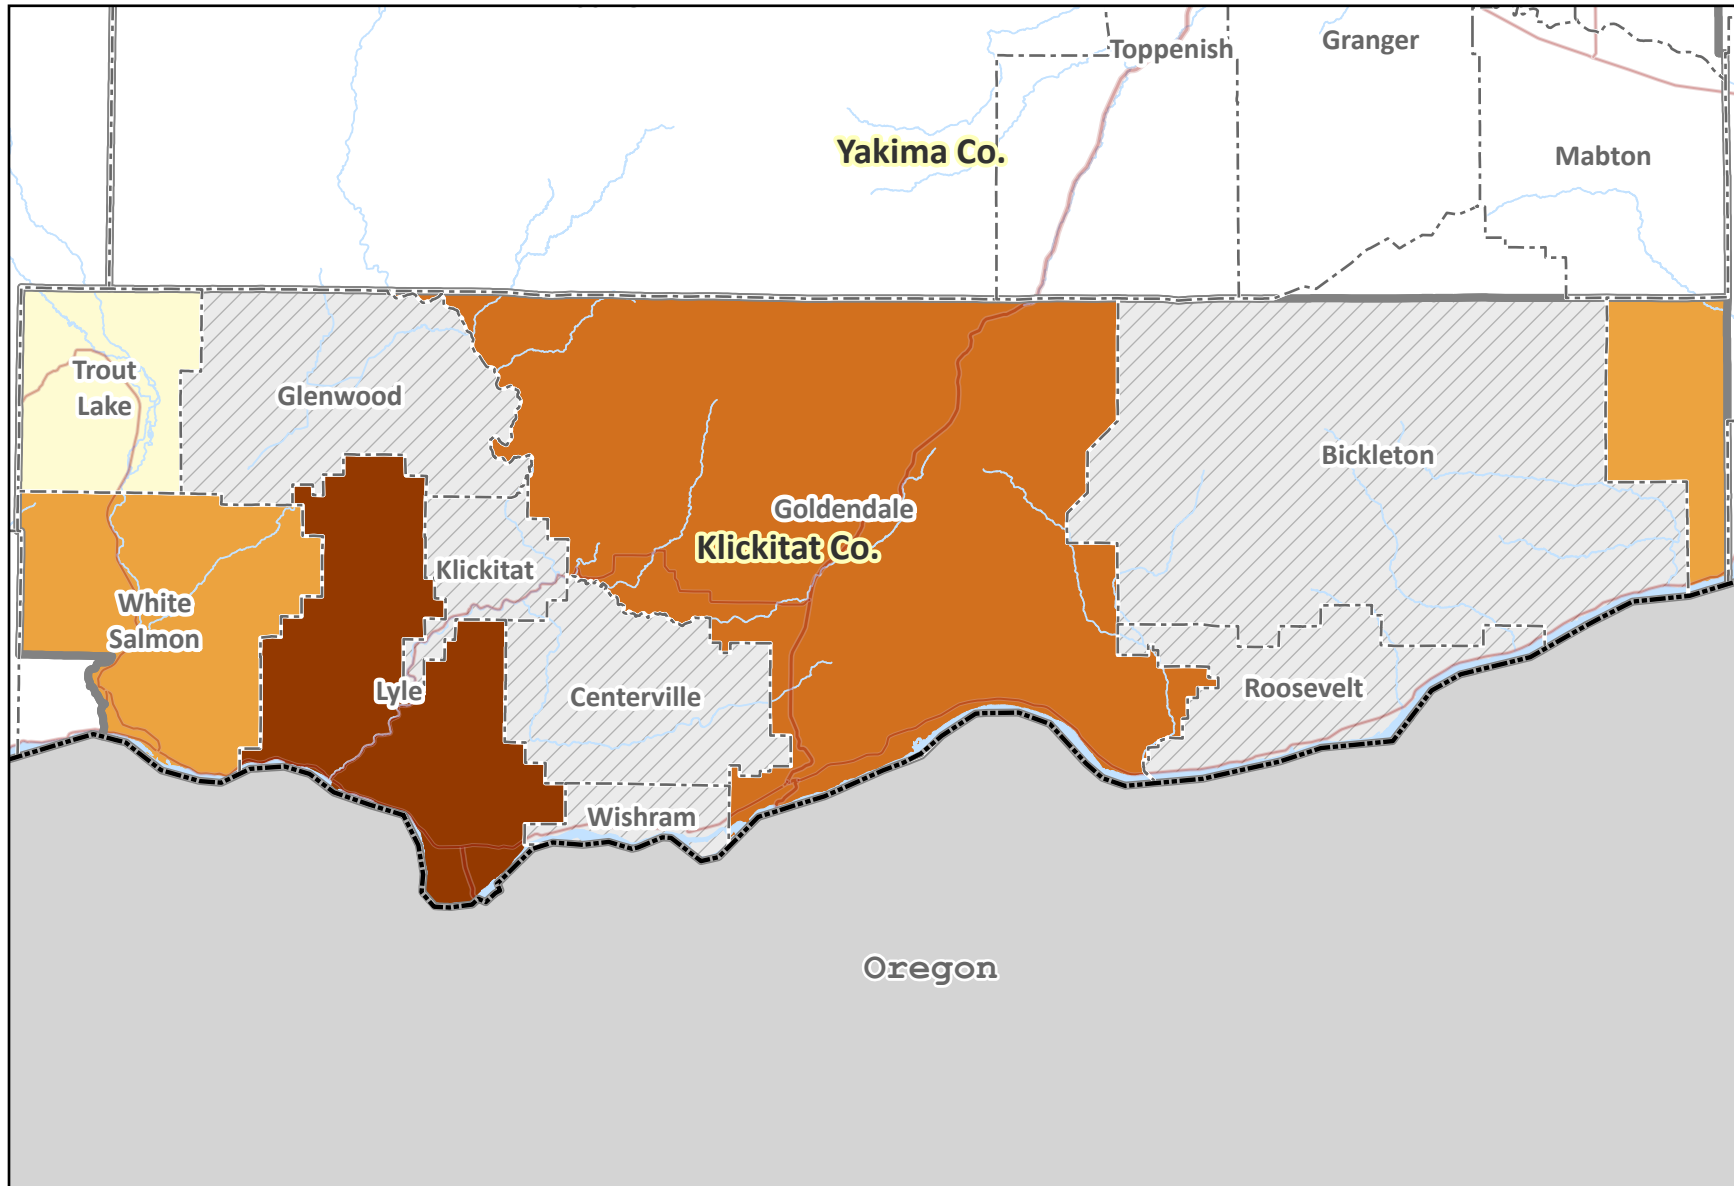 Toppenish
Granger
Yakima Co.
Mabton
Trout
Lake
Glenwood
Bickleton
Goldendale
Klickitat Co.
Klickitat
White
Salmon
Lyle
Centerville
Roosevelt
Wishram
Oregon